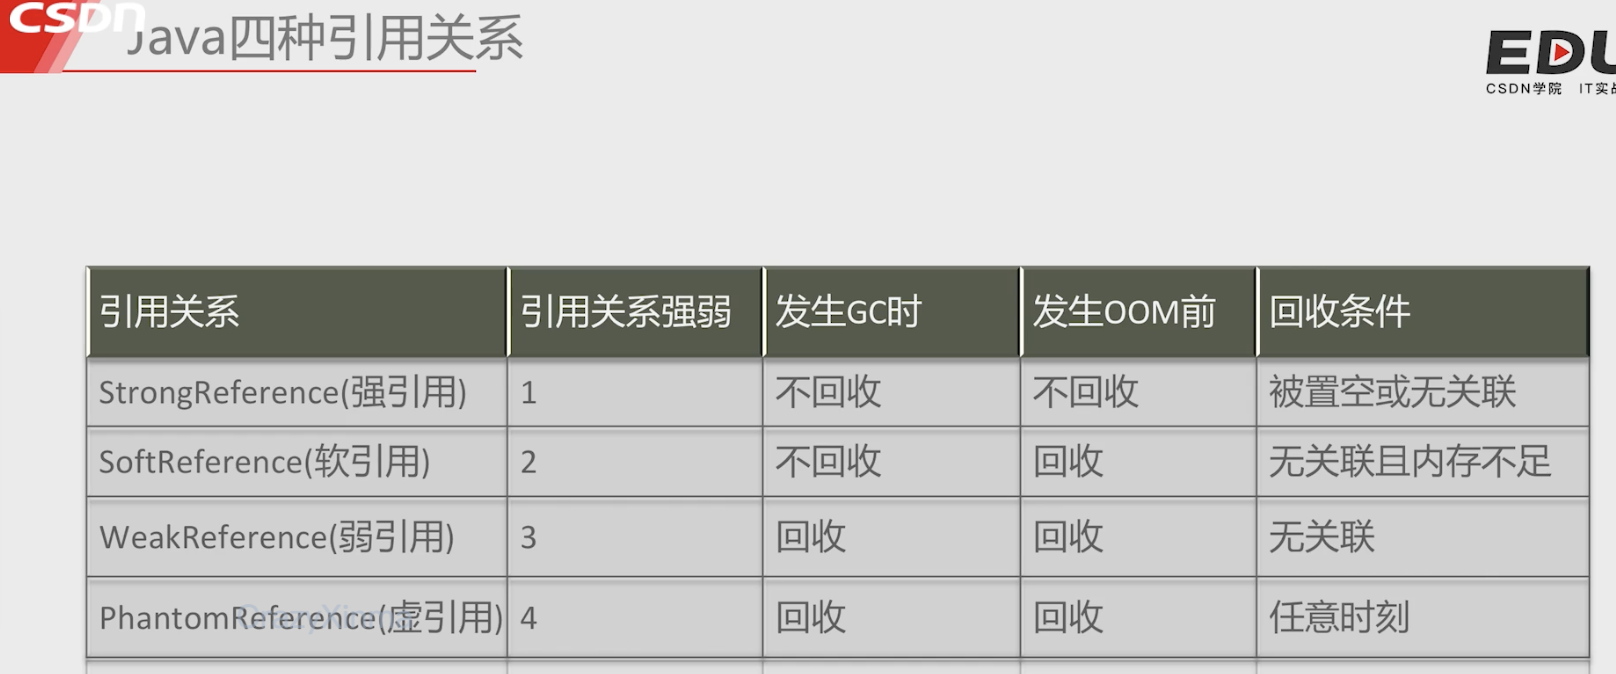 CSDN
Java四种引用关系
EDU
CSDN学院 IT实战
引用关系 引用关系强弱 发生GC时 发生OOM前 回收条件
StrongReference(强引用) 1 不回收 不回收 被置空或无关联
SoftReference(软引用) 2 不回收 回收 无关联且内存不足
WeakReference(弱引用) 3 回收 回收 无关联
PhantomReference(虚引用) 4 回收 回收 任意时刻